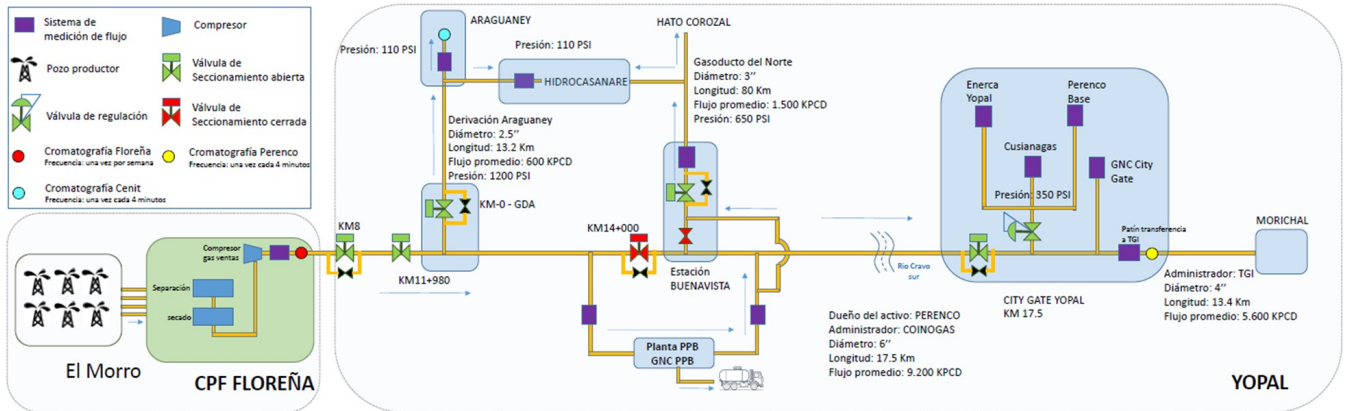 Sistema de
medición de flujo
Compresor
Pozo productor
Válvula de
Seccionamiento abierta
Válvula de regulación
Válvula de
Seccionamiento cerrada
Cromatografía Floreña
Frecuencia: una vez por semana
Cromatografía Perenco
Frecuencia: una vez cada 4 minutos
Cromatografía Cenit
Frecuencia: una vez cada 4 minutos
ARAGUANEY
Presión: 110 PSI
Presión: 110 PSI
HIDROCASANARE
HATO COROZAL
Gasoducto del Norte
Diámetro: 3’’
Longitud: 80 Km
Flujo promedio: 1.500 KPCD
Presión: 650 PSI
Derivación Araguaney
Diámetro: 2.5’’
Longitud: 13.2 Km
Flujo promedio: 600 KPCD
Presión: 1200 PSI
KM-0 - GDA
Enerca
Yopal
Perenco
Base
Cusianagas
GNC City
Gate
Presión: 350 PSI
Patín transferencia
a TGI
MORICHAL
Compresor
gas ventas
Separación
secado
El Morro
CPF FLOREÑA
KM8
KM11+980
KM14+000
Estación
BUENAVISTA
Planta PPB
GNC PPB
Rio Cravo
sur
CITY GATE YOPAL
KM 17.5
Dueño del activo: PERENCO
Administrador: COINOGAS
Diámetro: 6’’
Longitud: 17.5 Km
Flujo promedio: 9.200 KPCD
Administrador: TGI
Diámetro: 4’’
Longitud: 13.4 Km
Flujo promedio: 5.600 KPCD
YOPAL